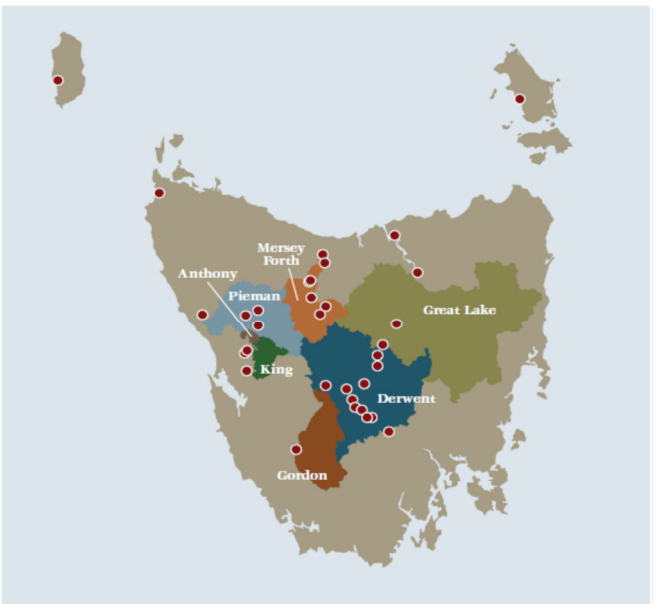 Mersey
Forth
Anthony
Pieman
Great Lake
King
Derwent
Gordon